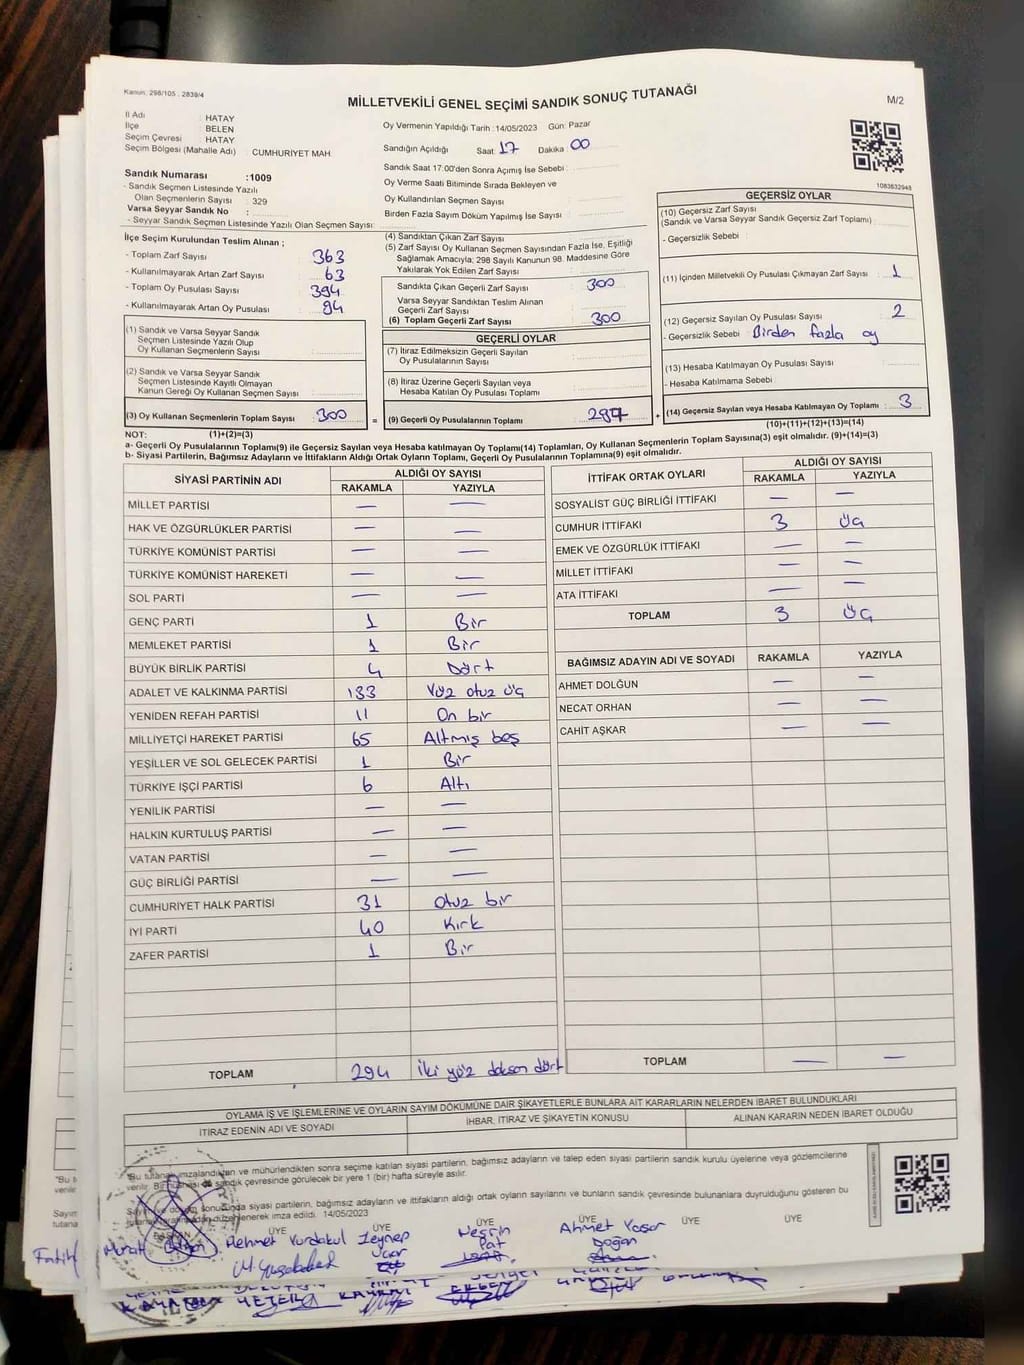 Kanun, 298/105 , 2839/4
MİLLETVEKİLİ GENEL SEÇİMİ SANDIK SONUÇ TUTANAĞI
M/2
İl Adı : HATAY
İlçe : BELEN
Seçim Çevresi : HATAY
Seçim Bölgesi (Mahalle Adı) : CUMHURİYET MAH
Sandık Numarası :1009
- Sandık Seçmen Listesinde Yazılı
Olan Seçmenlerin Sayısı : 329
Varsa Seyyar Sandık No :
- Seyyar Sandık Seçmen Listesinde Yazılı Olan Seçmen Sayısı:
Oy Vermenin Yapıldığı Tarih :14/05/2023 Gün: Pazar
Sandığın Açıldığı Saat: 17 Dakika: 00
Sandık Saat 17:00'den Sonra Açımış İse Sebebi :
Oy Verme Saati Bitiminde Sırada Bekleyen ve
Oy Kullandırılan Seçmen Sayısı :
Birden Fazla Sayım Döküm Yapılmış İse Sayısı :
1083632948
İlçe Seçim Kurulundan Teslim Alınan ;
- Toplam Zarf Sayısı : 363
- Kullanılmayarak Artan Zarf Sayısı : 63
- Toplam Oy Pusulası Sayısı : 394
- Kullanılmayarak Artan Oy Pusulası : 94
(1) Sandık ve Varsa Seyyar Sandık
Seçmen Listesinde Yazılı Olup
Oy Kullanan Seçmenlerin Sayısı :
(2) Sandık ve Varsa Seyyar Sandık
Seçmen Listesinde Kayıtlı Olmayan
Kanun Gereği Oy Kullanan Seçmen Sayısı :
(3) Oy Kullanan Seçmenlerin Toplam Sayısı : 300
(4) Sandıktan Çıkan Zarf Sayısı :
(5) Zarf Sayısı Oy Kullanan Seçmen Sayısından Fazla İse, Eşitliği
Sağlamak Amacıyla; 298 Sayılı Kanunun 98. Maddesine Göre
Yakılarak Yok Edilen Zarf Sayısı :
Sandıkta Çıkan Geçerli Zarf Sayısı : 300
Varsa Seyyar Sandıktan Teslim Alınan
Geçerli Zarf Sayısı
(6) Toplam Geçerli Zarf Sayısı : 300
GEÇERLİ OYLAR
(7) İtiraz Edilmeksizin Geçerli Sayılan
Oy Pusulalarının Sayısı :
(8) İtiraz Üzerine Geçerli Sayılan veya
Hesaba Katılan Oy Pusulası Toplamı :
= (9) Geçerli Oy Pusulalarının Toplamı : 297
GEÇERSİZ OYLAR
(10) Geçersiz Zarf Sayısı
(Sandık ve Varsa Seyyar Sandık Geçersiz Zarf Toplamı) :
- Geçersizlik Sebebi :
(11) İçinden Milletvekili Oy Pusulası Çıkmayan Zarf Sayısı : 1
(12) Geçersiz Sayılan Oy Pusulası Sayısı : 2
- Geçersizlik Sebebi : Birden fazla oy
(13) Hesaba Katılmayan Oy Pusulası Sayısı :
- Hesaba Katılmama Sebebi :
+ (14) Geçersiz Sayılan veya Hesaba Katılmayan Oy Toplamı : 3
(10)+(11)+(12)+(13)=(14)
NOT: (1)+(2)=(3)
a- Geçerli Oy Pusulalarının Toplamı(9) ile Geçersiz Sayılan veya Hesaba katılmayan Oy Toplamı(14) Toplamları, Oy Kullanan Seçmenlerin Toplam Sayısına(3) eşit olmalıdır. (9)+(14)=(3)
b- Siyasi Partilerin, Bağımsız Adayların ve İttifakların Aldığı Ortak Oyların Toplamı, Geçerli Oy Pusulalarının Toplamına(9) eşit olmalıdır.
SİYASİ PARTİNİN ADI ALDIĞI OY SAYISI
RAKAMLA YAZIYLA
MİLLET PARTİSİ — —
HAK VE ÖZGÜRLÜKLER PARTİSİ — —
TÜRKİYE KOMÜNİST PARTİSİ — —
TÜRKİYE KOMÜNİST HAREKETİ — —
SOL PARTİ — —
GENÇ PARTİ 1 Bir
MEMLEKET PARTİSİ 1 Bir
BÜYÜK BİRLİK PARTİSİ 4 Dört
ADALET VE KALKINMA PARTİSİ 133 Yüz otuz üç
YENİDEN REFAH PARTİSİ 11 On bir
MİLLİYETÇİ HAREKET PARTİSİ 65 Altmış beş
YEŞİLLER VE SOL GELECEK PARTİSİ 1 Bir
TÜRKİYE İŞÇİ PARTİSİ 6 Altı
YENİLİK PARTİSİ — —
HALKIN KURTULUŞ PARTİSİ — —
VATAN PARTİSİ — —
GÜÇ BİRLİĞİ PARTİSİ — —
CUMHURİYET HALK PARTİSİ 31 Otuz bir
İYİ PARTİ 40 Kırk
ZAFER PARTİSİ 1 Bir
TOPLAM 294 İki yüz doksan dört
İTTİFAK ORTAK OYLARI ALDIĞI OY SAYISI
RAKAMLA YAZIYLA
SOSYALİST GÜÇ BİRLİĞİ İTTİFAKI — —
CUMHUR İTTİFAKI 3 Üç
EMEK VE ÖZGÜRLÜK İTTİFAKI — —
MİLLET İTTİFAKI — —
ATA İTTİFAKI — —
TOPLAM 3 Üç
BAĞIMSIZ ADAYIN ADI VE SOYADI RAKAMLA YAZIYLA
AHMET DOLĞUN — —
NECAT ORHAN — —
CAHİT AŞKAR — —
TOPLAM — —
OYLAMA İŞ VE İŞLEMLERİNE VE OYLARIN SAYIM DÖKÜMÜNE DAİR ŞİKAYETLERLE BUNLARA AİT KARARLARIN NELERDEN İBARET BULUNDUKLARI
İTİRAZ EDENİN ADI VE SOYADI İHBAR, İTİRAZ VE ŞİKAYETİN KONUSU ALINAN KARARIN NEDEN İBARET OLDUĞU
"Bu tutanak imzalandıktan ve mühürlendikten sonra seçime katılan siyasi partilerin, bağımsız adayların ve talep eden siyasi partilerin sandık kurulu üyelerine veya gözlemcilerine
verilir. Bir nüshası da sandık çevresinde görülecek bir yere 1 (bir) hafta süreyle asılır.
Sayım ve döküm sonucunda siyasi partilerin, bağımsız adayların ve ittifakların aldığı ortak oyların sayılarını ve bunların sandık çevresinde bulunanlara duyrulduğunu gösteren bu
tutanak tarafımızdan düzenlenerek imza edildi. 14/05/2023
BAŞKAN ÜYE ÜYE ÜYE ÜYE ÜYE ÜYE
Fatih Murat Mehmet Yurdakul Zeynep Uçar Nesrin Pat Ahmet Yaşar Doğan